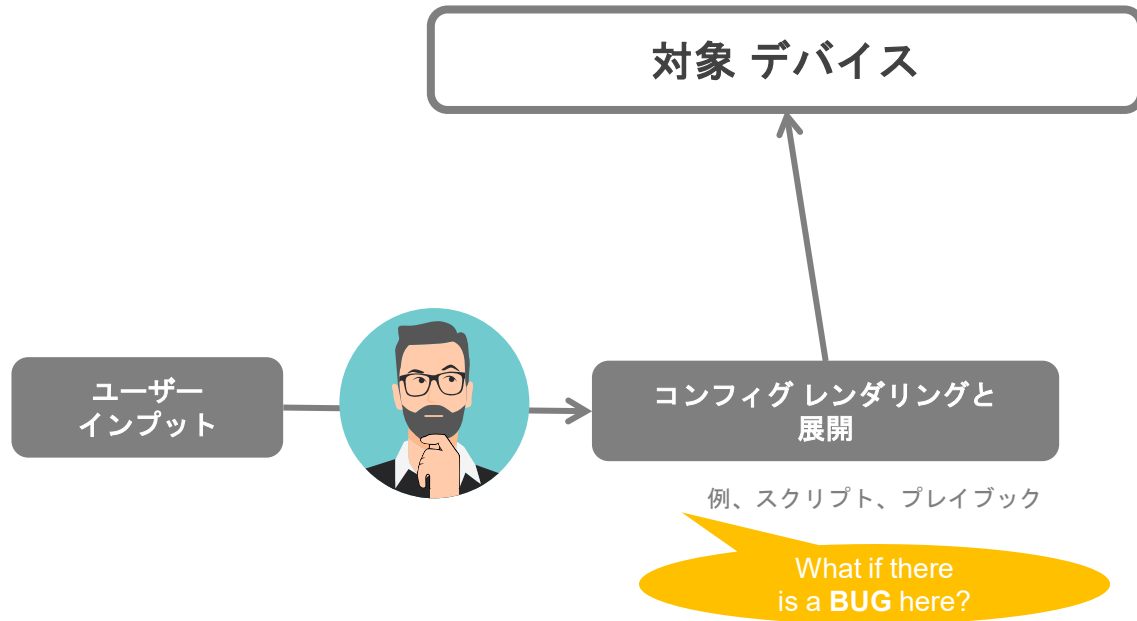 対象 デバイス
ユーザー
インプット
コンフィグ レンダリングと
展開
例、スクリプト、プレイブック
What if there
is a BUG here?